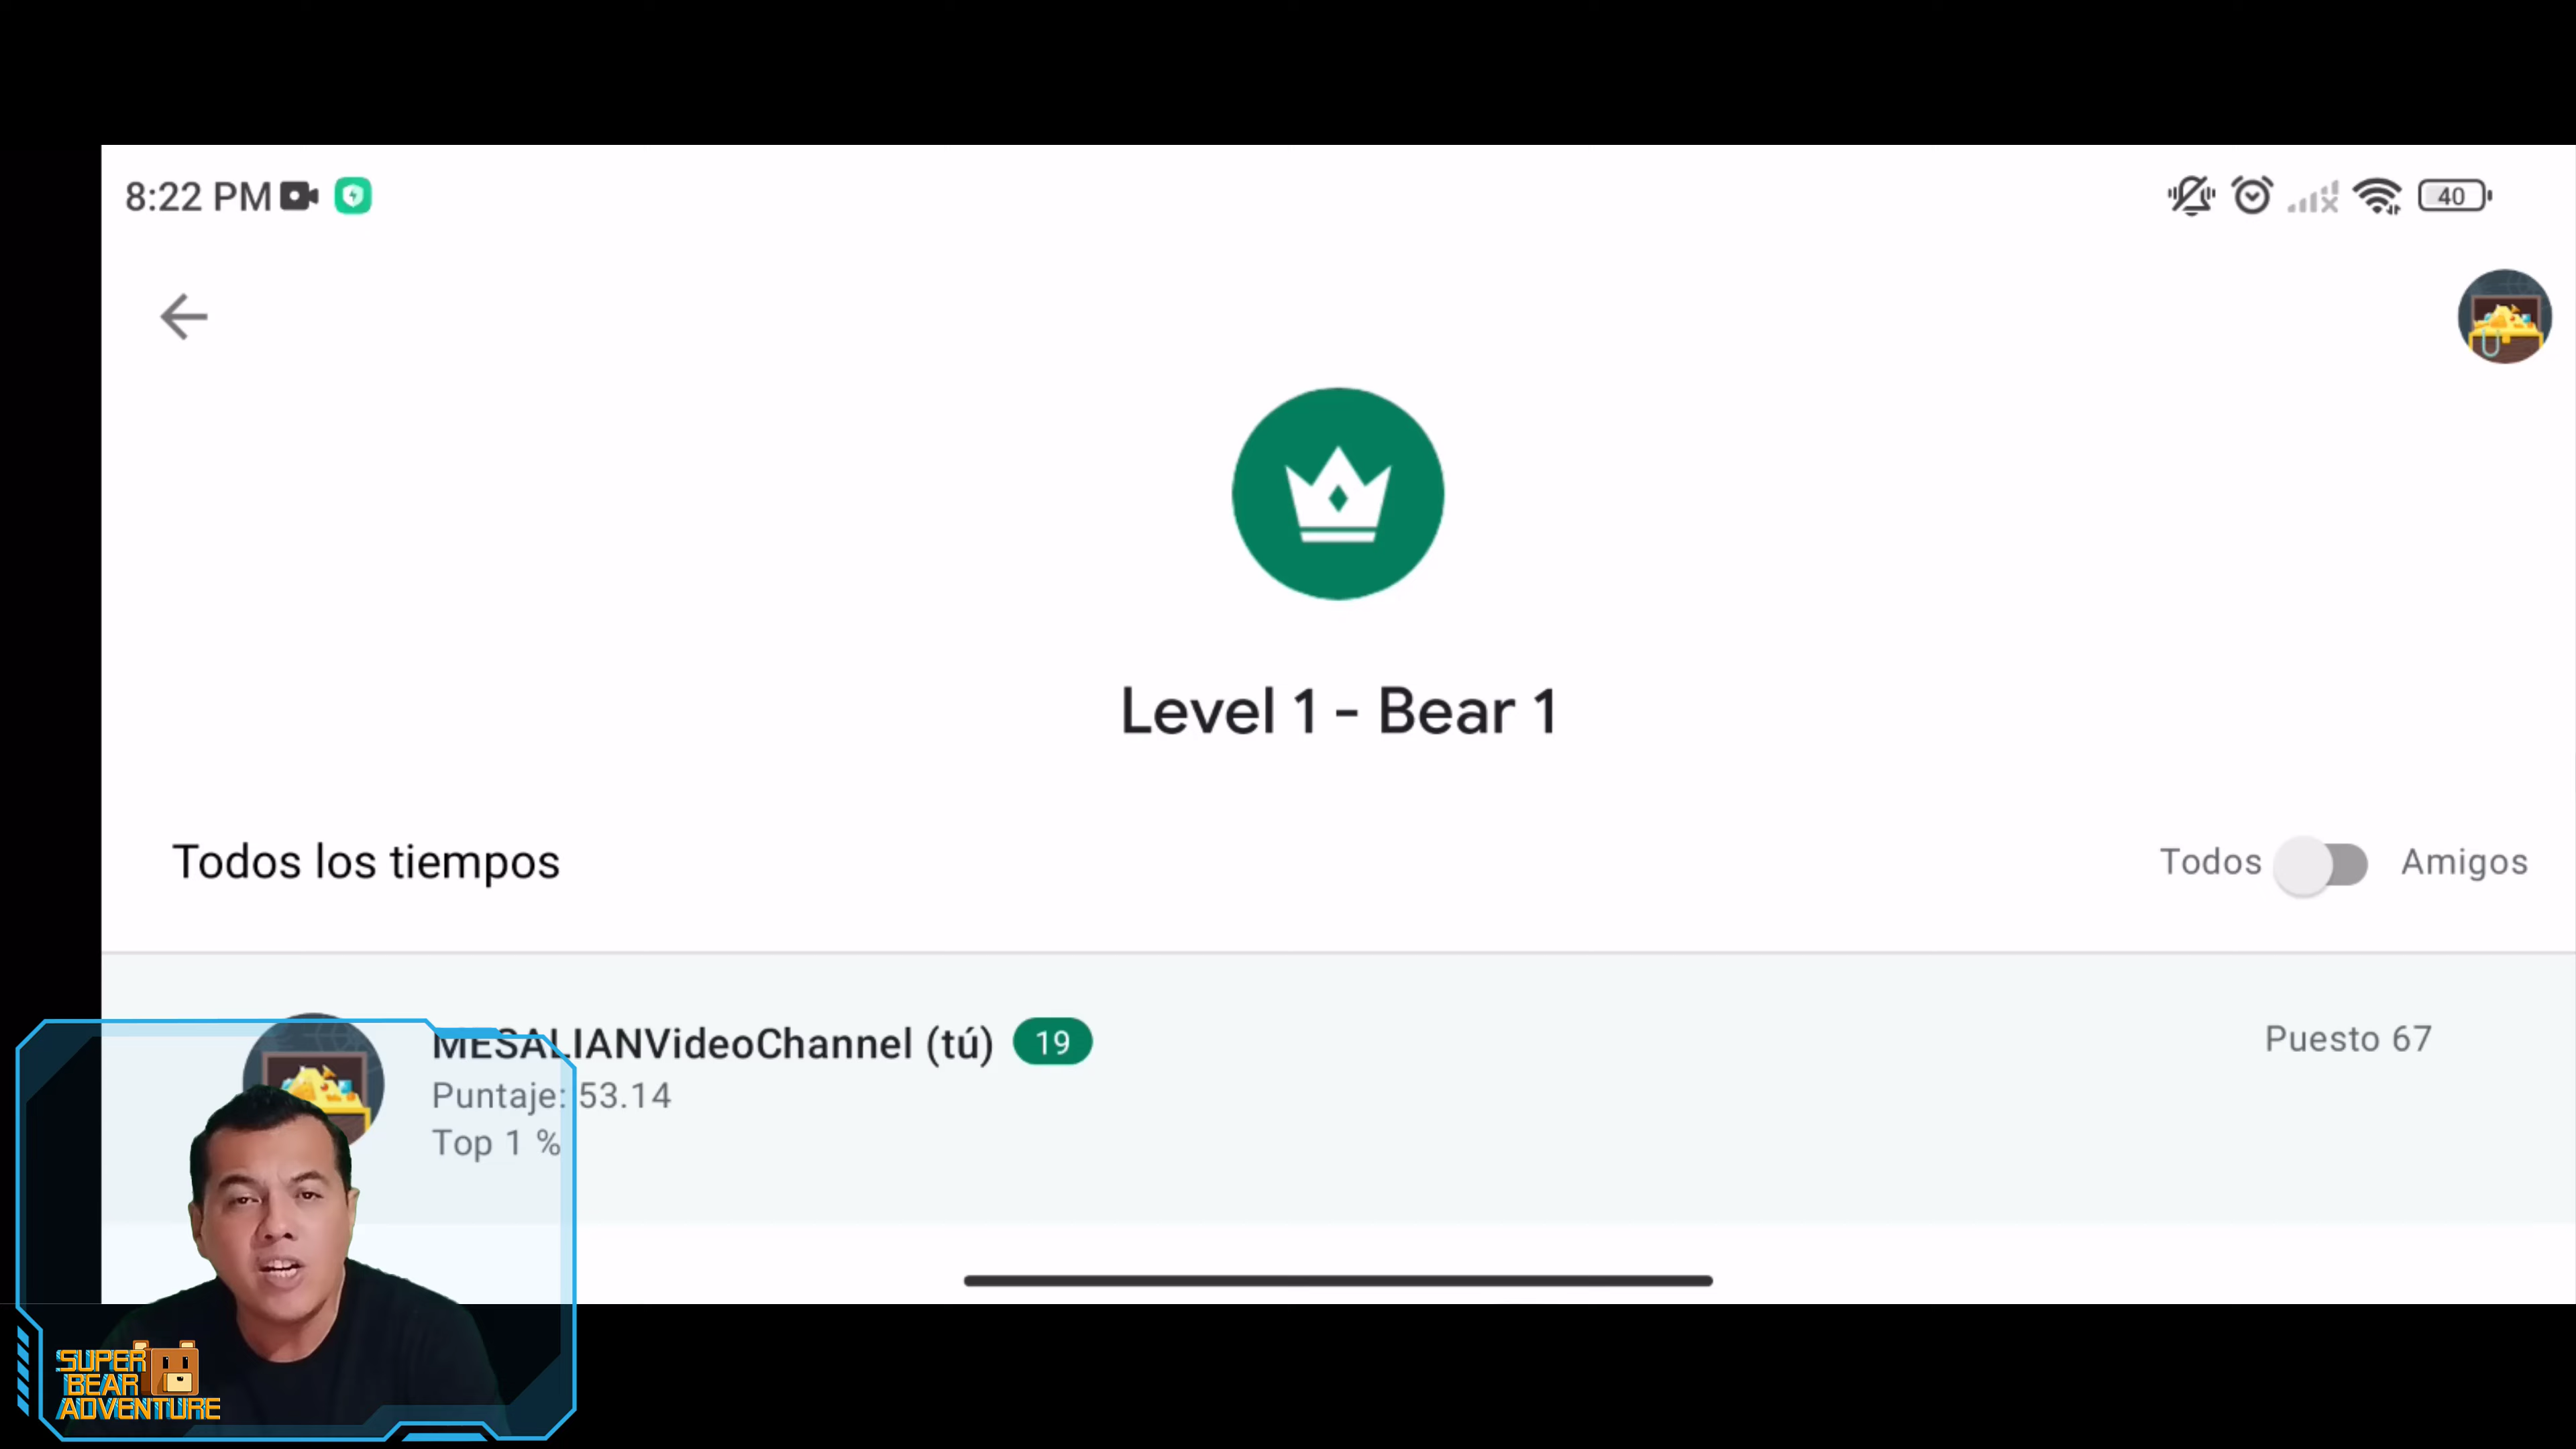 8:22 PM
40
Level 1 - Bear 1
Todos los tiempos
Todos Amigos
MESALIANVideoChannel (tú) 19
Puesto 67
Puntaje: 53.14
Top 1 %
SUPER
BEAR
ADVENTURE